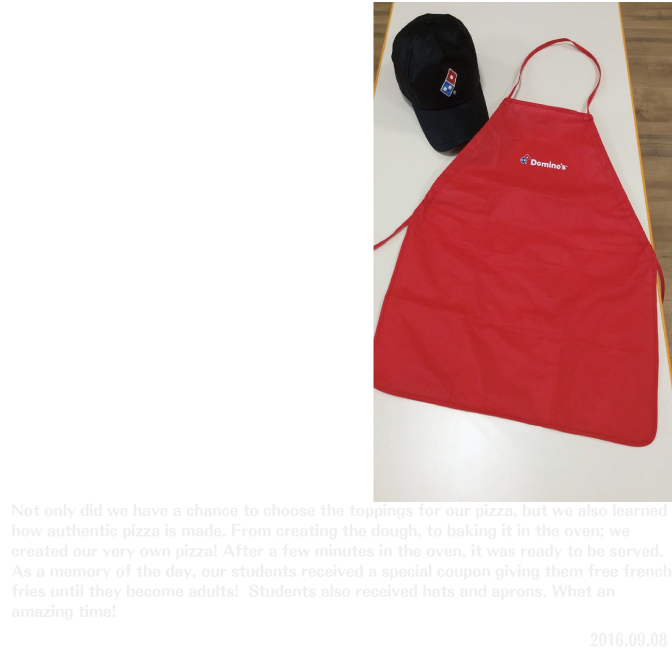 Domino's
Not only did we have a chance to choose the toppings for our pizza, but we also learned
how authentic pizza is made. From creating the dough, to baking it in the oven; we
created our very own pizza! After a few minutes in the oven, it was ready to be served.
As a memory of the day, our students received a special coupon giving them free french
fries until they become adults!  Students also received hats and aprons. What an
amazing time!
2016.09.08